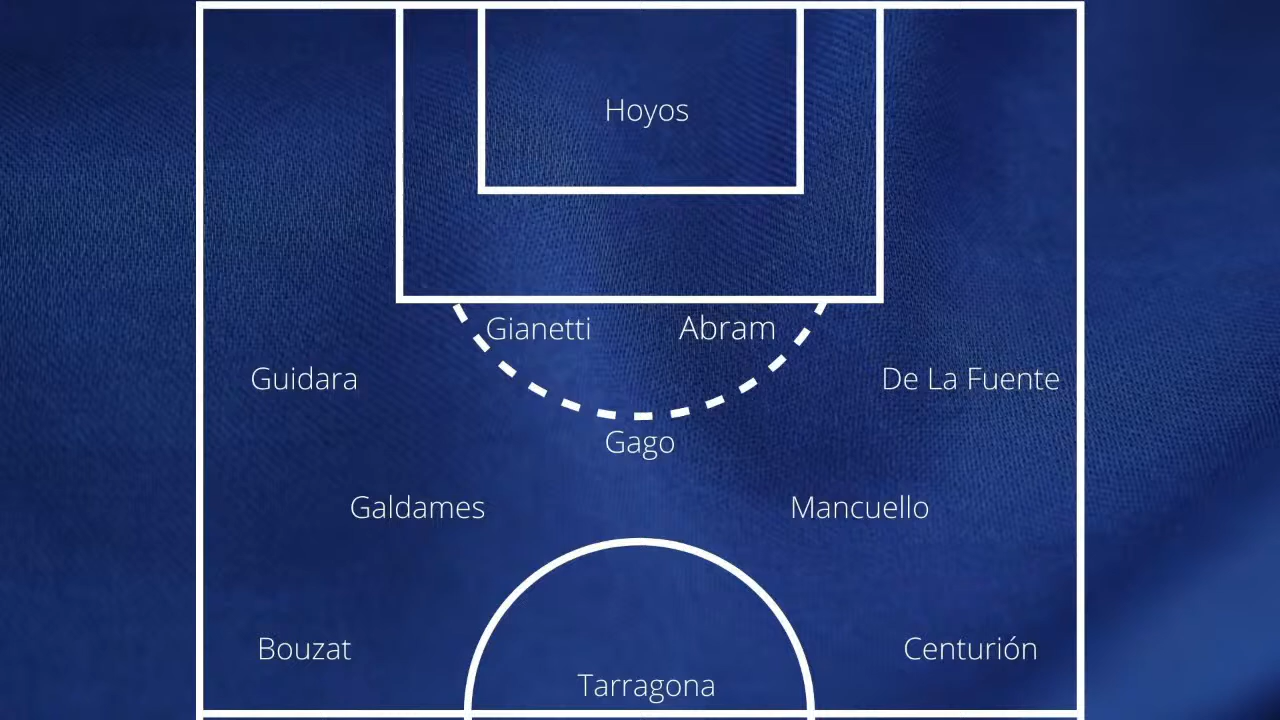 Hoyos
Gianetti
Abram
Guidara
De La Fuente
Gago
Galdames
Mancuello
Bouzat
Centurión
Tarragona